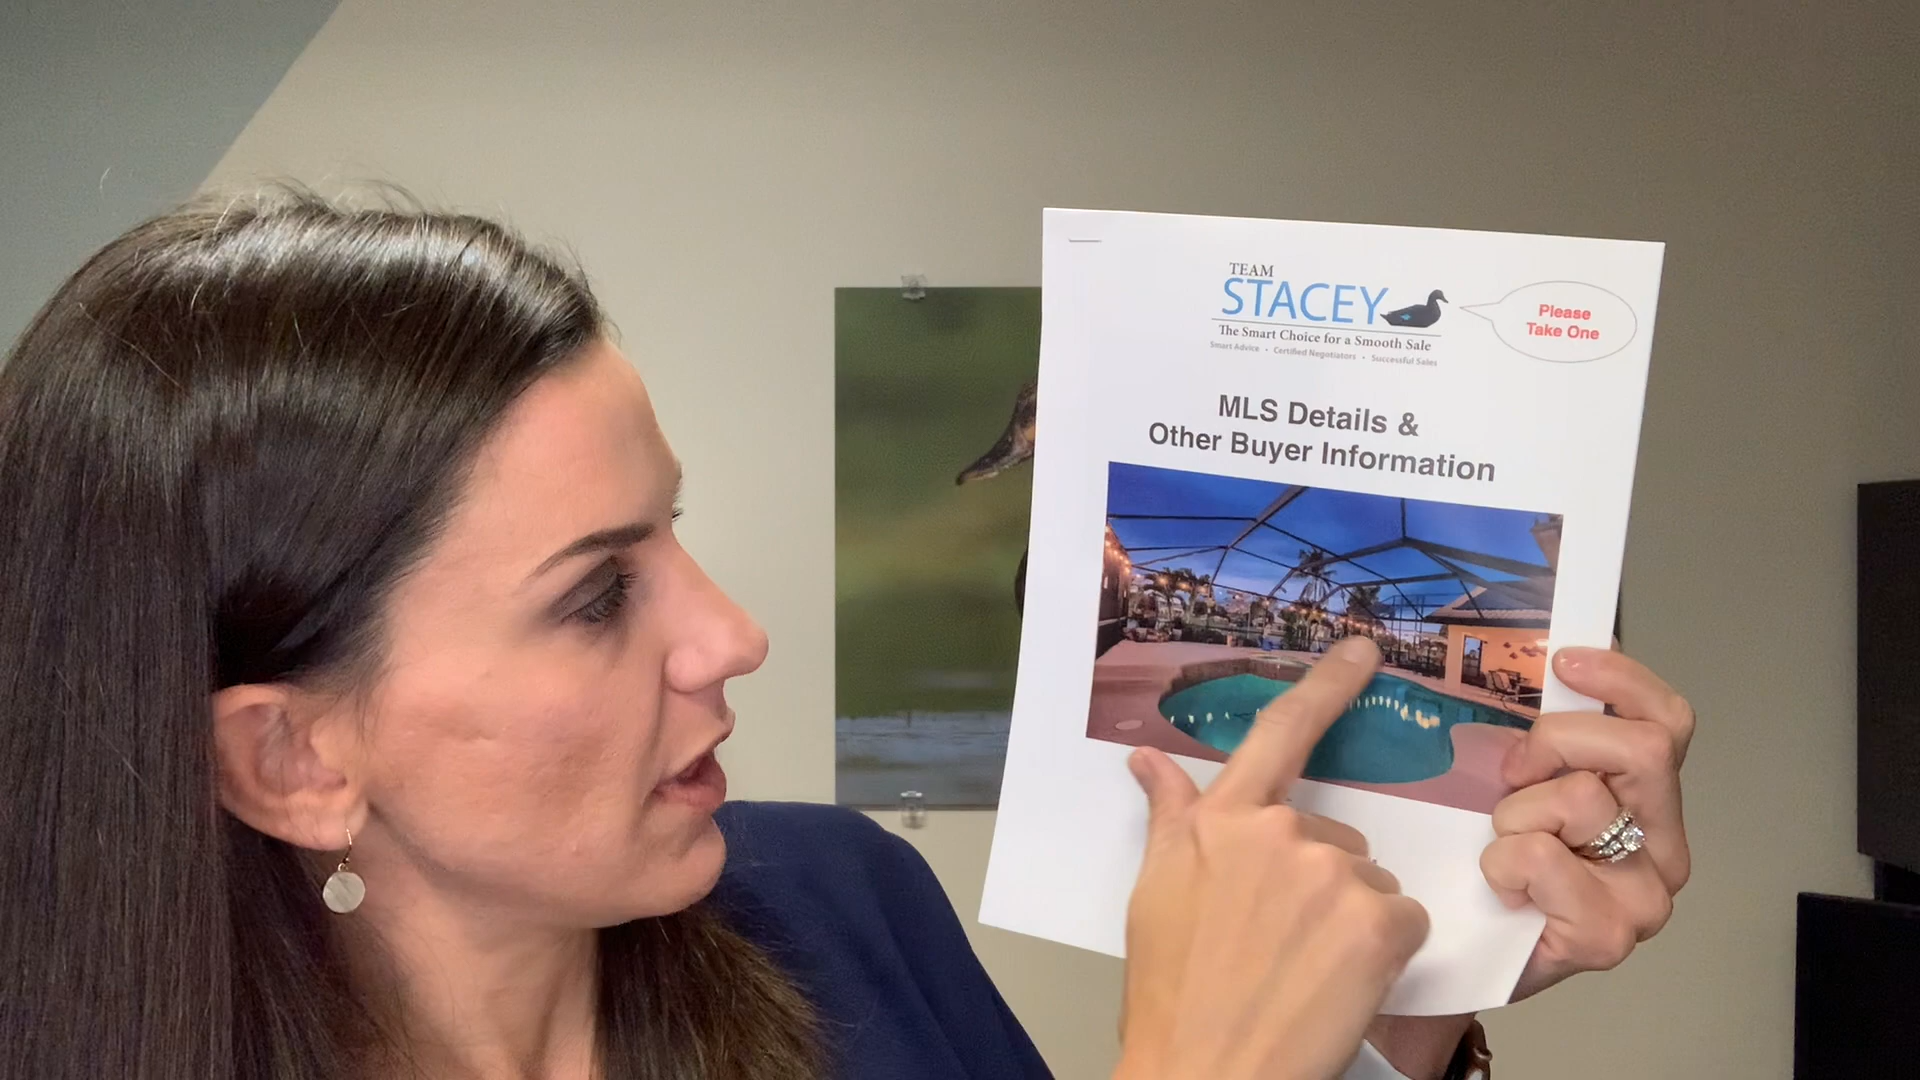 TEAM
STACEY
The Smart Choice for a Smooth Sale
Smart Advice • Certified Negotiators • Successful Sales
Please
Take One
MLS Details &
Other Buyer Information